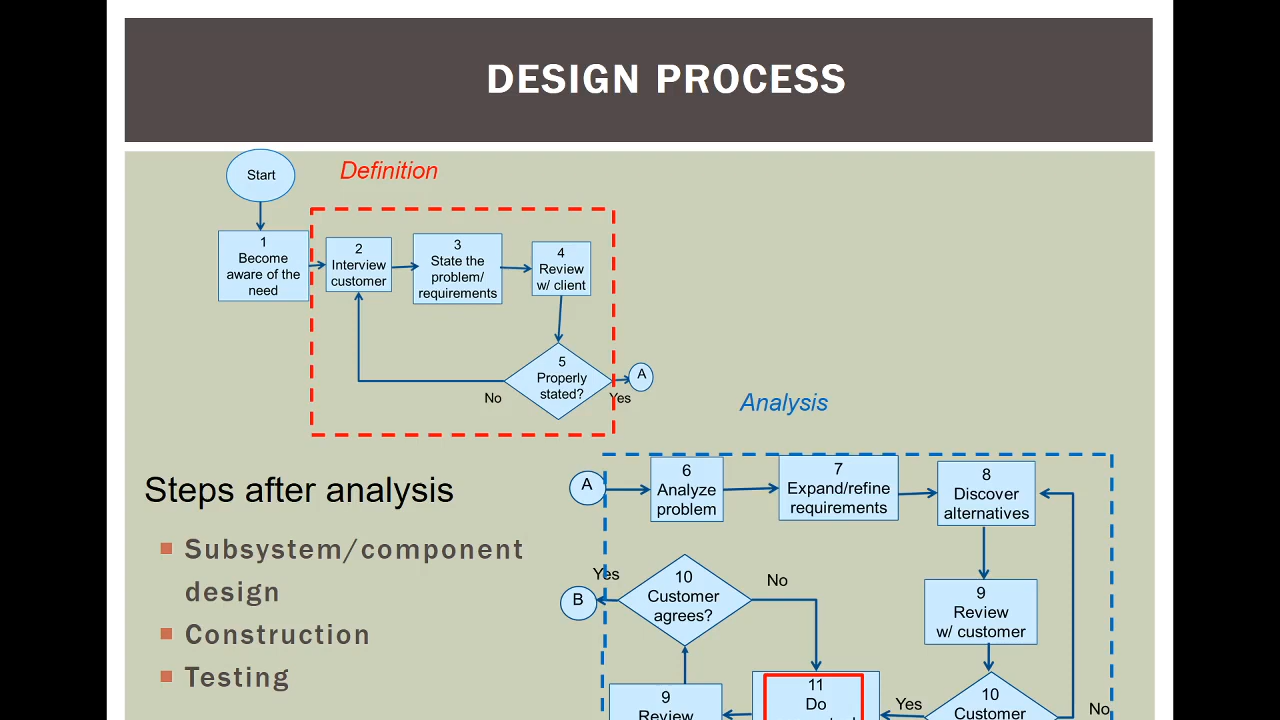 DESIGN PROCESS
Start
Definition
1
Become
aware of the
need
2
Interview
customer
3
State the
problem/
requirements
4
Review
w/ client
5
Properly
stated?
No
Yes
A
Analysis
Steps after analysis
Subsystem/component
design
Construction
Testing
A
6
Analyze
problem
7
Expand/refine
requirements
8
Discover
alternatives
9
Review
w/ customer
10
Customer
No
Yes
11
Do
9
Review
10
Customer
agrees?
No
Yes
B